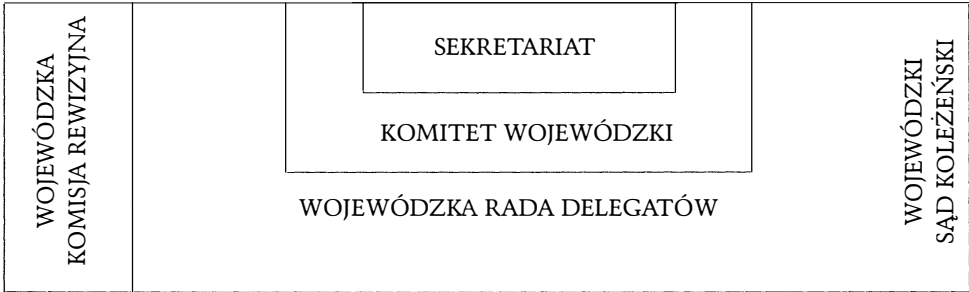 WOJEWÓDZKA
KOMISJA REWIZYJNA
SEKRETARIAT
KOMITET WOJEWÓDZKI
WOJEWÓDZKA RADA DELEGATÓW
WOJEWÓDZKI
SĄD KOLEŻEŃSKI